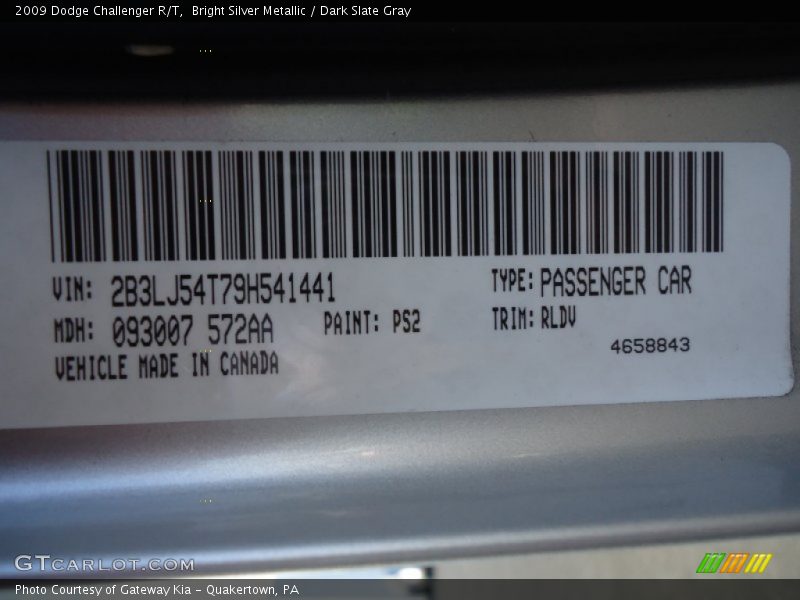 2009 Dodge Challenger R/T,  Bright Silver Metallic / Dark Slate Gray
VIN: 2B3LJ54T79H541441 TYPE: PASSENGER CAR
MDH: 093007 572AA PAINT: PS2 TRIM: RLDV
4658843
VEHICLE MADE IN CANADA
GTCARLOT.COM
Photo Courtesy of Gateway Kia - Quakertown, PA